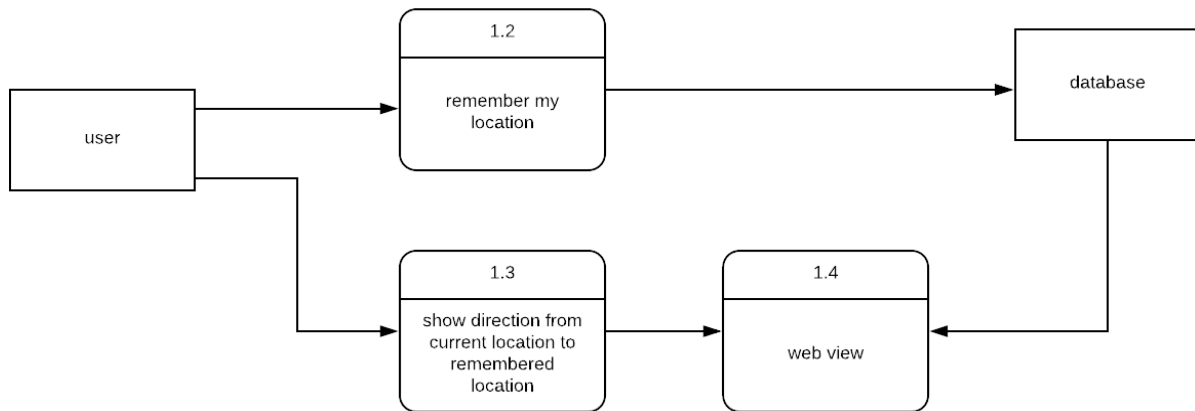 1.2
remember my
location
database
user
1.3
show direction from
current location to
remembered
location
1.4
web view